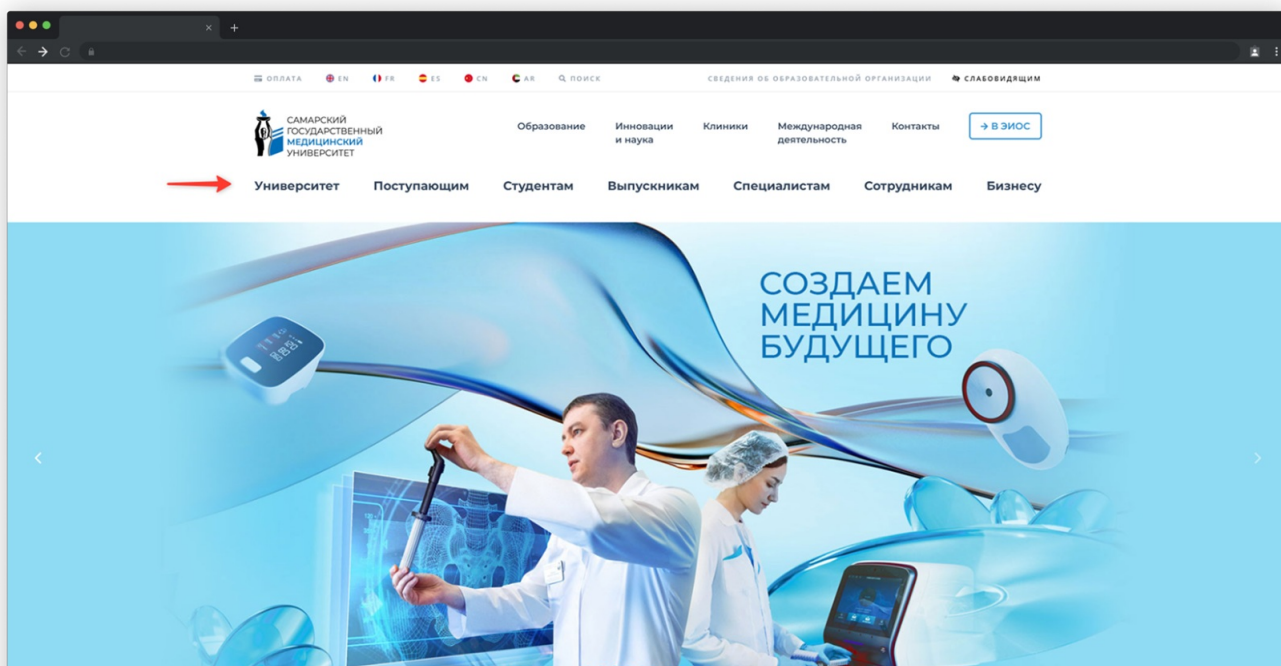 ОПЛАТА EN FR ES CN AR ПОИСК СВЕДЕНИЯ ОБ ОБРАЗОВАТЕЛЬНОЙ ОРГАНИЗАЦИИ СЛАБОВИДЯЩИМ
САМАРСКИЙ
ГОСУДАРСТВЕННЫЙ
МЕДИЦИНСКИЙ
УНИВЕРСИТЕТ
Образование
Инновации
и наука
Клиники
Международная
деятельность
Контакты
В ЭИОС
Университет Поступающим Студентам Выпускникам Специалистам Сотрудникам Бизнесу
СОЗДАЕМ
МЕДИЦИНУ
БУДУЩЕГО